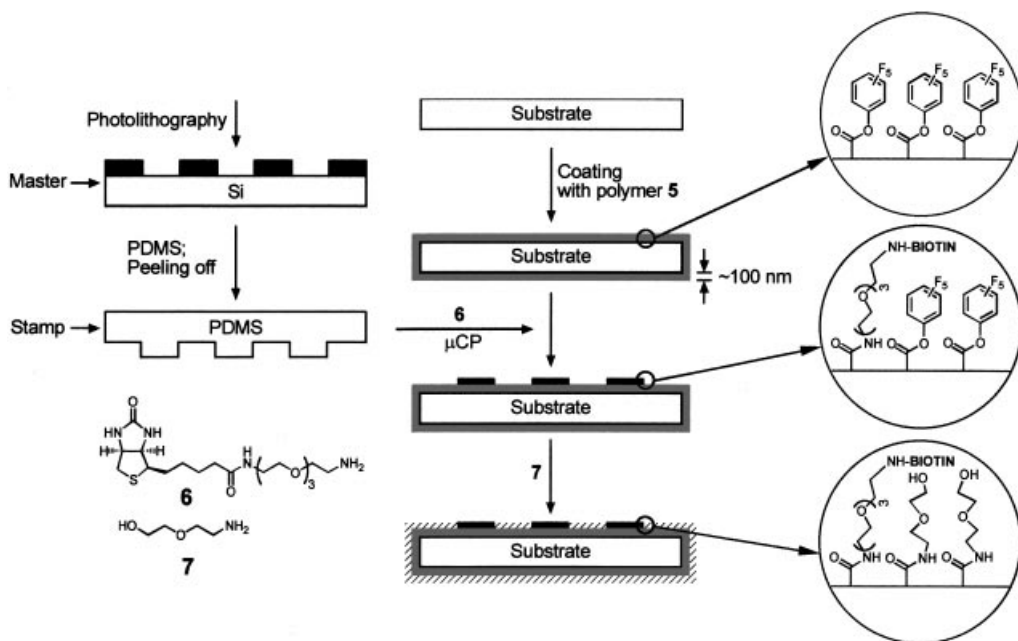 Photolithography
Master
Si
PDMS;
Peeling off
Stamp
PDMS
6
μCP
O
HN
NH
H
H
S
O
H
N
O
3
NH2
6
HO
O
NH2
7
Substrate
Coating
with polymer 5
Substrate
~100 nm
Substrate
7
Substrate
F5
F5
F5
O
O
O
O
O
O
NH-BIOTIN
O
3
F5
F5
O
NH
O
O
O
O
NH-BIOTIN
HO
HO
O
3
O
O
O
NH
O
NH
O
NH